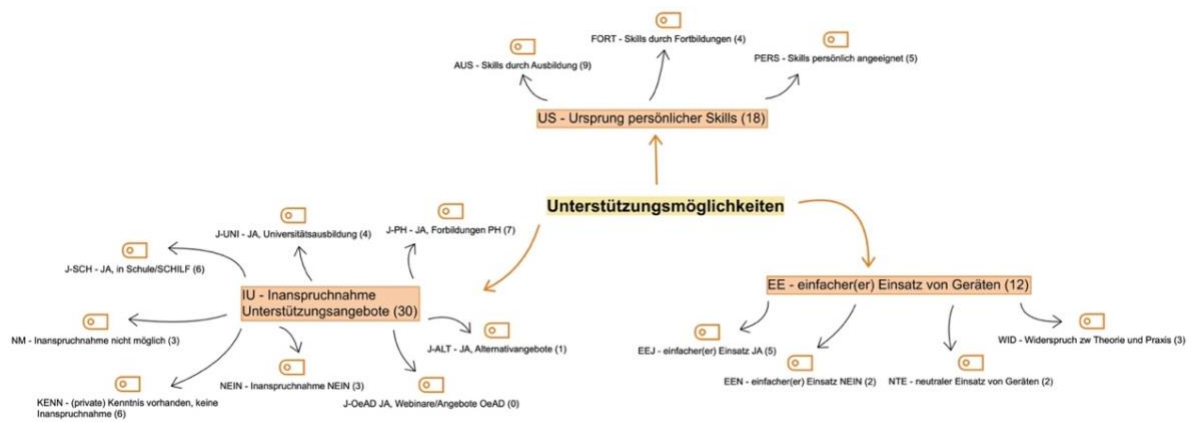 FORT - Skills durch Fortbildungen (4)
AUS - Skills durch Ausbildung (9)
PERS - Skills persönlich angeeignet (5)
US - Ursprung persönlicher Skills (18)
Unterstützungsmöglichkeiten
J-UNI - JA, Universitätsausbildung (4)
J-PH - JA, Forbildungen PH (7)
J-SCH - JA, in Schule/SCHILF (6)
IU - Inanspruchnahme
Unterstützungsangebote (30)
NM - Inanspruchnahme nicht möglich (3)
J-ALT - JA, Alternativangebote (1)
NEIN - Inanspruchnahme NEIN (3)
KENN - (private) Kenntnis vorhanden, keine
Inanspruchnahme (6)
J-OeAD JA, Webinare/Angebote OeAD (0)
EE - einfacher(er) Einsatz von Geräten (12)
EEJ - einfacher(er) Einsatz JA (5)
WID - Widerspruch zw Theorie und Praxis (3)
EEN - einfacher(er) Einsatz NEIN (2)
NTE - neutraler Einsatz von Geräten (2)